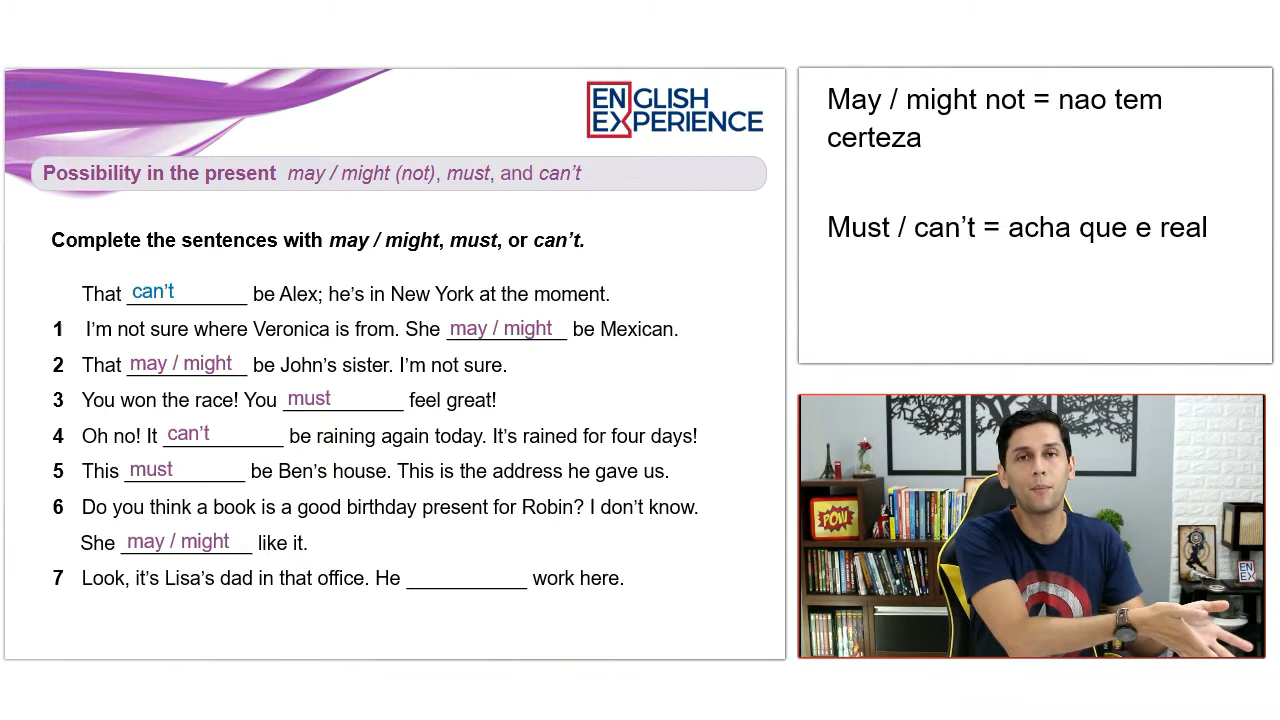 ENGLISH
EXPERIENCE
Possibility in the present may / might (not), must, and can't
Complete the sentences with may / might, must, or can't.
That can't be Alex; he's in New York at the moment.
1 I'm not sure where Veronica is from. She may / might be Mexican.
2 That may / might be John's sister. I'm not sure.
3 You won the race! You must feel great!
4 Oh no! It can't be raining again today. It's rained for four days!
5 This must be Ben's house. This is the address he gave us.
6 Do you think a book is a good birthday present for Robin? I don't know.
She may / might like it.
7 Look, it's Lisa's dad in that office. He ____________ work here.
May / might not = nao tem
certeza
Must / can't = acha que e real
POW
EN
EX